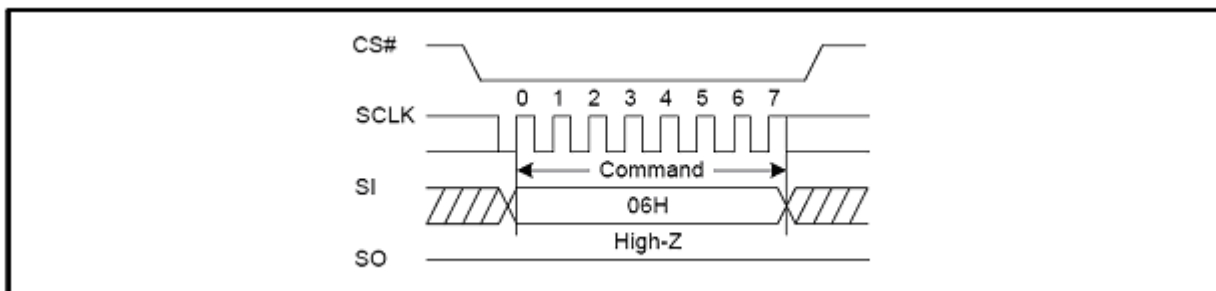 CS#
0 1 2 3 4 5 6 7
SCLK
Command
SI
06H
High-Z
SO